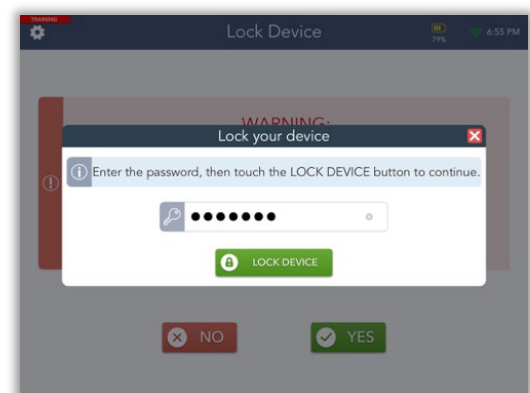 TRAINING
Lock Device
79%
6:55 PM
WARNING:
Lock your device
Enter the password, then touch the LOCK DEVICE button to continue.
LOCK DEVICE
NO
YES